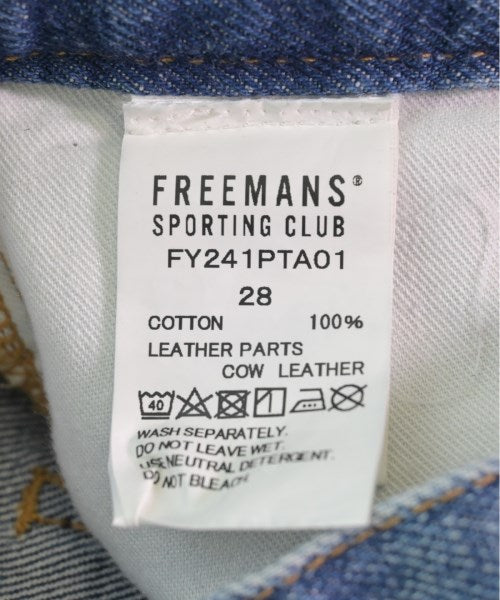 FREEMANS®
SPORTING CLUB
FY241PTA01
28
COTTON 100%
LEATHER PARTS
COW LEATHER
40
WASH SEPARATELY.
DO NOT LEAVE WET.
USE NEUTRAL DETERGENT.
DO NOT BLEACH